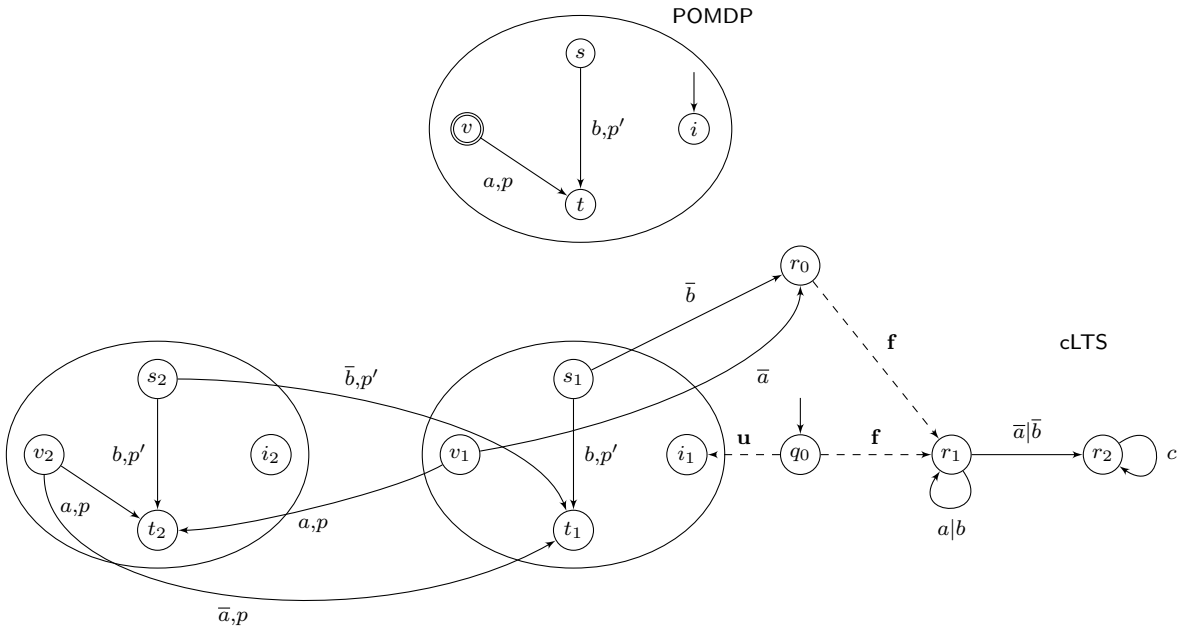 POMDP
s
v
i
b,p′
a,p
t
r₀
b̅
f
cLTS
s₂
b̅,p′
s₁
a̅
v₂
b,p′
i₂
v₁
b,p′
i₁
u
q₀
f
r₁
a̅|b̅
r₂
c
a,p
t₂
a,p
t₁
a|b
a̅,p